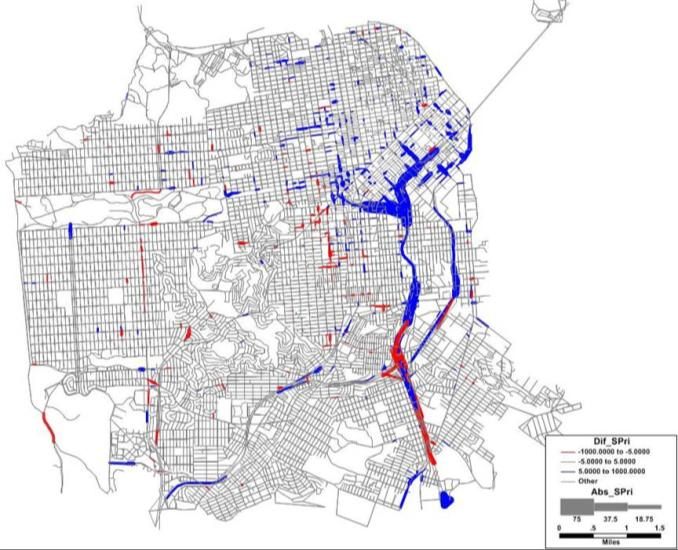 Dif_SPri
-1000.0000 to -5.0000
-5.0000 to 5.0000
5.0000 to 1000.0000
Other
Abs_SPri
75 37.5 18.75
0 .5 1 1.5
Miles